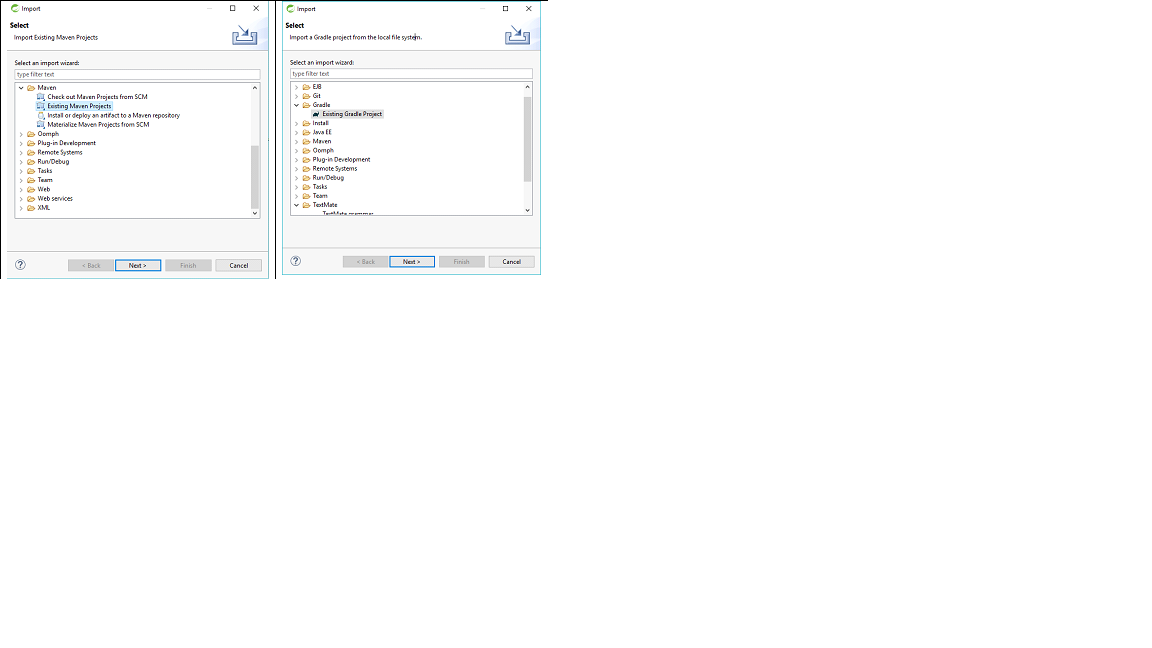 Import
Select
Import Existing Maven Projects
Select an import wizard:
type filter text
Maven
Check out Maven Projects from SCM
Existing Maven Projects
Install or deploy an artifact to a Maven repository
Materialize Maven Projects from SCM
Oomph
Plug-in Development
Remote Systems
Run/Debug
Tasks
Team
Web
Web services
XML
?
< Back
Next >
Finish
Cancel
Import
Select
Import a Gradle project from the local file system.
Select an import wizard:
type filter text
EJB
Git
Gradle
Existing Gradle Project
Install
Java EE
Maven
Oomph
Plug-in Development
Remote Systems
Run/Debug
Tasks
Team
TextMate
TextMate grammar
?
< Back
Next >
Finish
Cancel